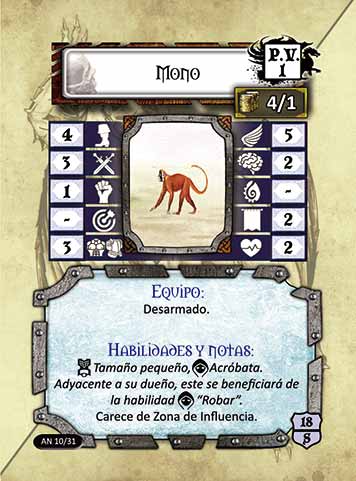 Mono
P.V.
1
4/1
4 5
3 2
1 -
- 2
3 2
Equipo:
Desarmado.
Habilidades y notas:
Tamaño pequeño, Acróbata.
Adyacente a su dueño, este se beneficiará de
la habilidad "Robar".
Carece de Zona de Influencia.
AN 10/31
18
S